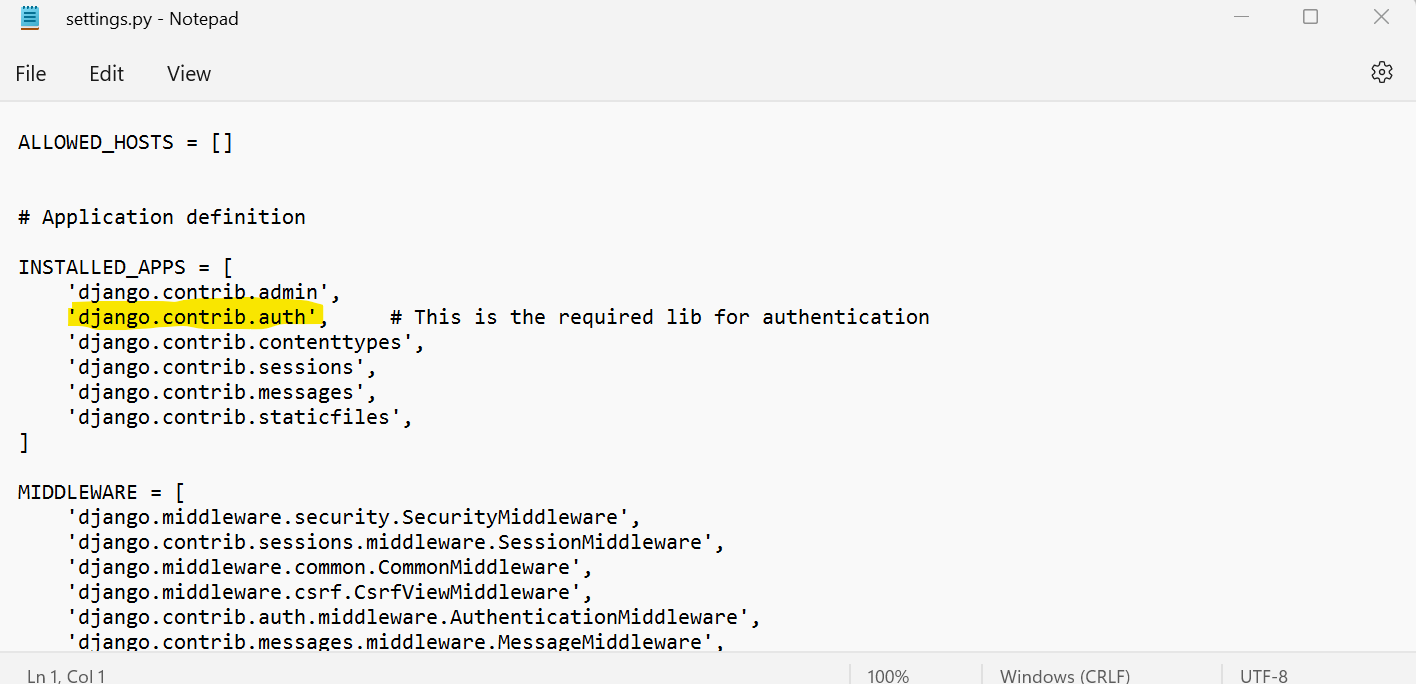 settings.py - Notepad
File Edit View
ALLOWED_HOSTS = []
# Application definition
INSTALLED_APPS = [
    'django.contrib.admin',
    'django.contrib.auth',     # This is the required lib for authentication
    'django.contrib.contenttypes',
    'django.contrib.sessions',
    'django.contrib.messages',
    'django.contrib.staticfiles',
]
MIDDLEWARE = [
    'django.middleware.security.SecurityMiddleware',
    'django.contrib.sessions.middleware.SessionMiddleware',
    'django.middleware.common.CommonMiddleware',
    'django.middleware.csrf.CsrfViewMiddleware',
    'django.contrib.auth.middleware.AuthenticationMiddleware',
    'django.contrib.messages.middleware.MessageMiddleware',
Ln 1, Col 1 100% Windows (CRLF) UTF-8